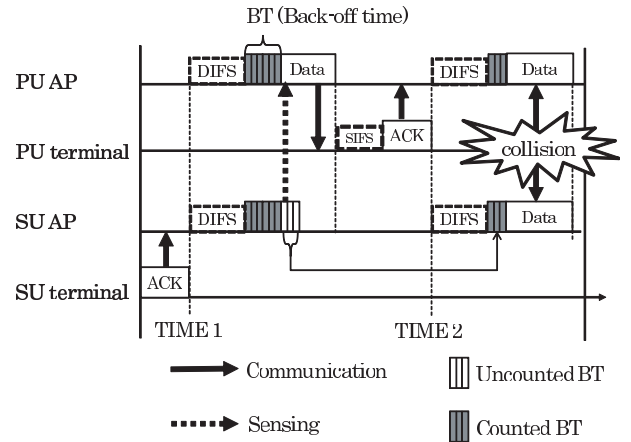 BT (Back-off time)
PU AP
DIFS
Data
DIFS
Data
PU terminal
SIFS
ACK
collision
SU AP
DIFS
DIFS
Data
SU terminal
ACK
TIME 1
TIME 2
Communication
Uncounted BT
Sensing
Counted BT